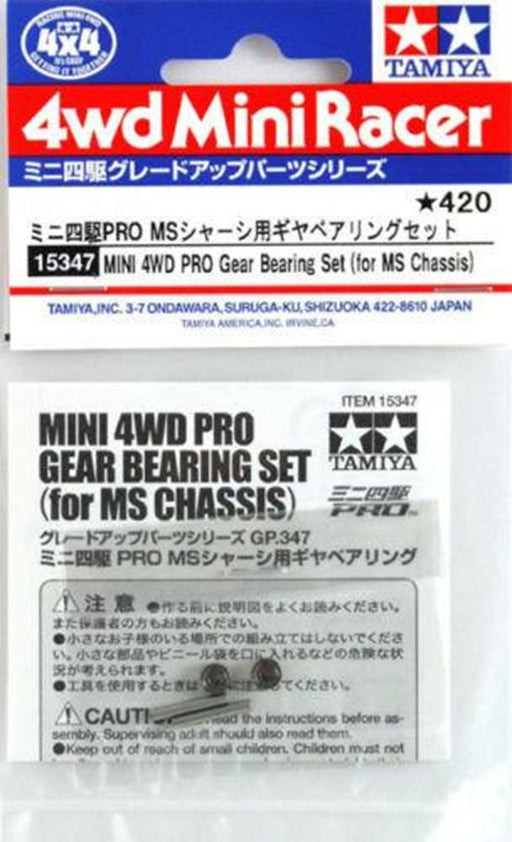 RACING MINI 4WD
4x4
IT'S EASY
GETTING IT TOGETHER
TAMIYA
4wd Mini Racer
ミニ四駆グレードアップパーツシリーズ
★420
ミニ四駆PRO MSシャーシ用ギヤベアリングセット
15347 MINI 4WD PRO Gear Bearing Set (for MS Chassis)
TAMIYA,INC. 3-7 ONDAWARA, SURUGA-KU, SHIZUOKA 422-8610 JAPAN
TAMIYA AMERICA,INC. IRVINE,CA
ITEM 15347
MINI 4WD PRO
GEAR BEARING SET
(for MS CHASSIS)
TAMIYA
ミニ四駆
PRO
グレードアップパーツシリーズ GP.347
ミニ四駆 PRO MSシャーシ用ギヤベアリング
注意 ●作る前に説明図をよくお読みください。
また保護者の方もお読みください。
●小さなお子様のいる場所での組み立てはしないでくださ
い。小さな部品やビニール袋を口に入れるなどの危険な状
況が考えられます。
●工具を使用するときは に注 してください。
CAUTI ead the instructions before as-
sembly. Supervising adult should also read them.
●Keep out of reach of small children. Children must not